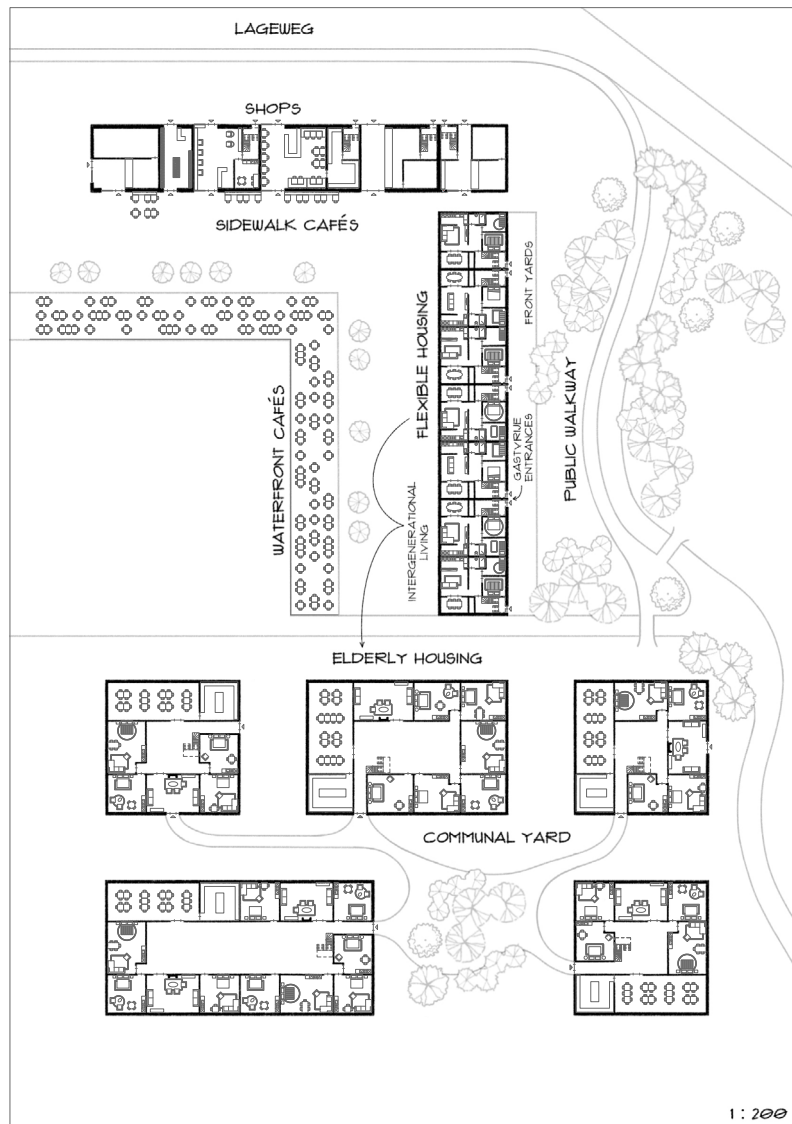 LAGEWEG
SHOPS
SIDEWALK CAFÉS
FRONT YARDS
FLEXIBLE HOUSING
WATERFRONT CAFÉS
GASTVRIJE
ENTRANCES
PUBLIC WALKWAY
INTERGENERATIONAL
LIVING
ELDERLY HOUSING
COMMUNAL YARD
1:200